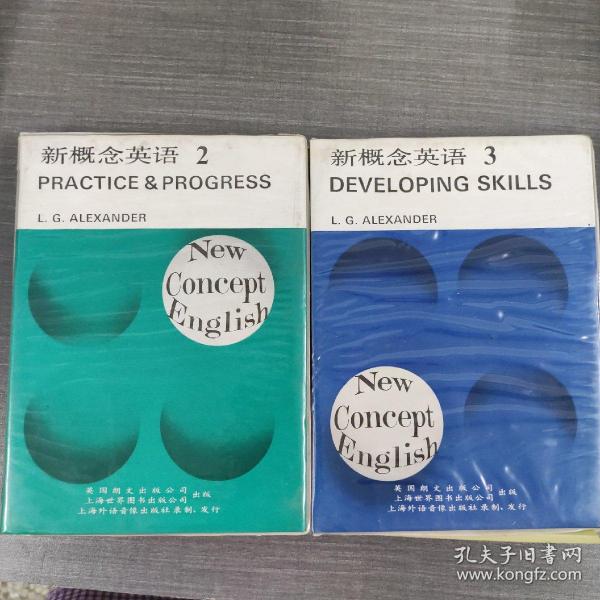 新概念英语 2
PRACTICE & PROGRESS
L. G. ALEXANDER
New
Concept
English
英国朗文出版公司
上海世界图书出版公司 出版
上海外语音像出版社录制、发行
新概念英语 3
DEVELOPING SKILLS
L. G. ALEXANDER
New
Concept
English
英国朗文出版公司
上海世界图书出版公司 出版
上海外语音像出版社录制、发行
孔夫子旧书网
www.kongfz.com